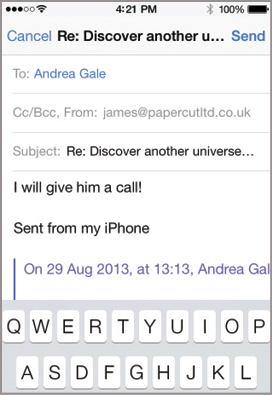 4:21 PM 100%
Cancel Re: Discover another u... Send
To: Andrea Gale
Cc/Bcc, From: james@papercutltd.co.uk
Subject: Re: Discover another universe...
I will give him a call!
Sent from my iPhone
On 29 Aug 2013, at 13:13, Andrea Gal
Q W E R T Y U I O P
A S D F G H J K L